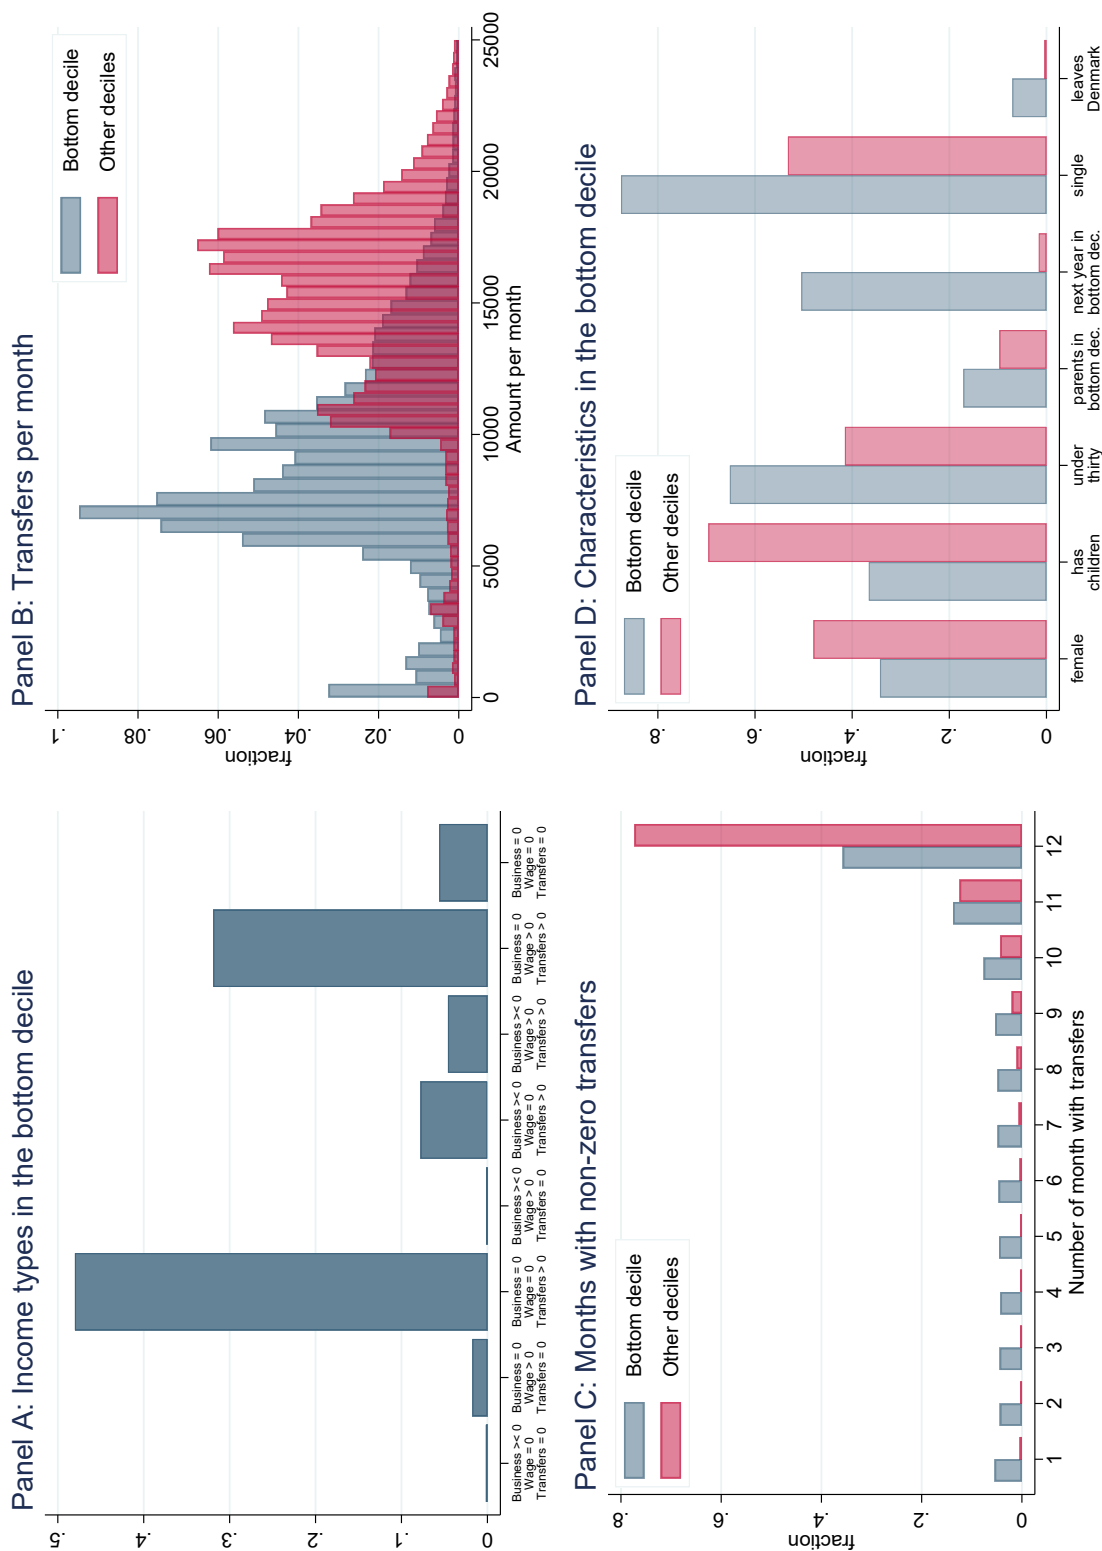 Panel A: Income types in the bottom decile
.5
.4
.3
.2
.1
0
Business >< 0
Wage = 0
Transfers = 0
Business = 0
Wage > 0
Transfers = 0
Business = 0
Wage = 0
Transfers > 0
Business >< 0
Wage > 0
Transfers = 0
Business >< 0
Wage = 0
Transfers > 0
Business >< 0
Wage > 0
Transfers > 0
Business = 0
Wage > 0
Transfers > 0
Business = 0
Wage = 0
Transfers = 0
Panel B: Transfers per month
Bottom decile
Other deciles
fraction
.1
.08
.06
.04
.02
0
0
5000
10000
15000
20000
25000
Amount per month
Panel C: Months with non-zero transfers
Bottom decile
Other deciles
fraction
.8
.6
.4
.2
0
1
2
3
4
5
6
7
8
9
10
11
12
Number of month with transfers
Panel D: Characteristics in the bottom decile
Bottom decile
Other deciles
fraction
.8
.6
.4
.2
0
female
has
children
under
thirty
parents in
bottom dec.
next year in
bottom dec.
single
leaves
Denmark